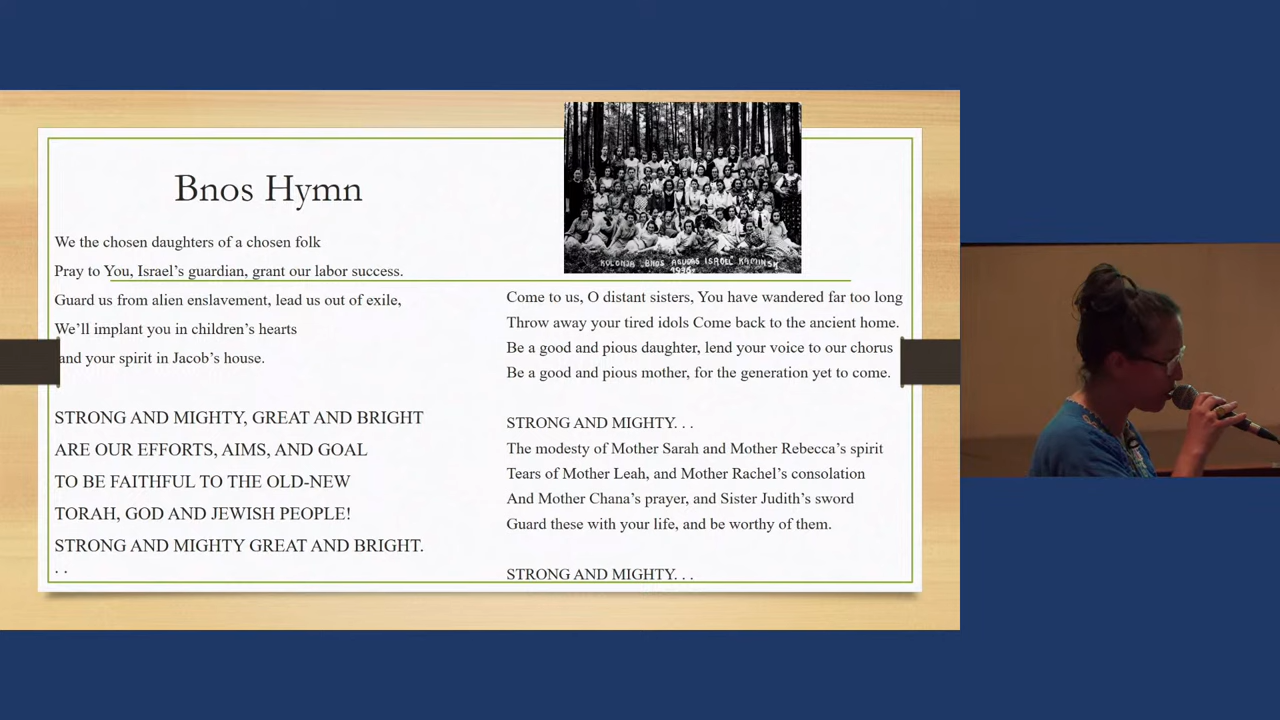 Bnos Hymn
We the chosen daughters of a chosen folk
Pray to You, Israel's guardian, grant our labor success.
Guard us from alien enslavement, lead us out of exile,
We'll implant you in children's hearts
and your spirit in Jacob's house.
STRONG AND MIGHTY, GREAT AND BRIGHT
ARE OUR EFFORTS, AIMS, AND GOAL
TO BE FAITHFUL TO THE OLD-NEW
TORAH, GOD AND JEWISH PEOPLE!
STRONG AND MIGHTY GREAT AND BRIGHT.
. .
KOLONJA BNOS AGUDAS ISROEL KAMINSK
1936
Come to us, O distant sisters, You have wandered far too long
Throw away your tired idols Come back to the ancient home.
Be a good and pious daughter, lend your voice to our chorus
Be a good and pious mother, for the generation yet to come.
STRONG AND MIGHTY. . .
The modesty of Mother Sarah and Mother Rebecca's spirit
Tears of Mother Leah, and Mother Rachel's consolation
And Mother Chana's prayer, and Sister Judith's sword
Guard these with your life, and be worthy of them.
STRONG AND MIGHTY. . .